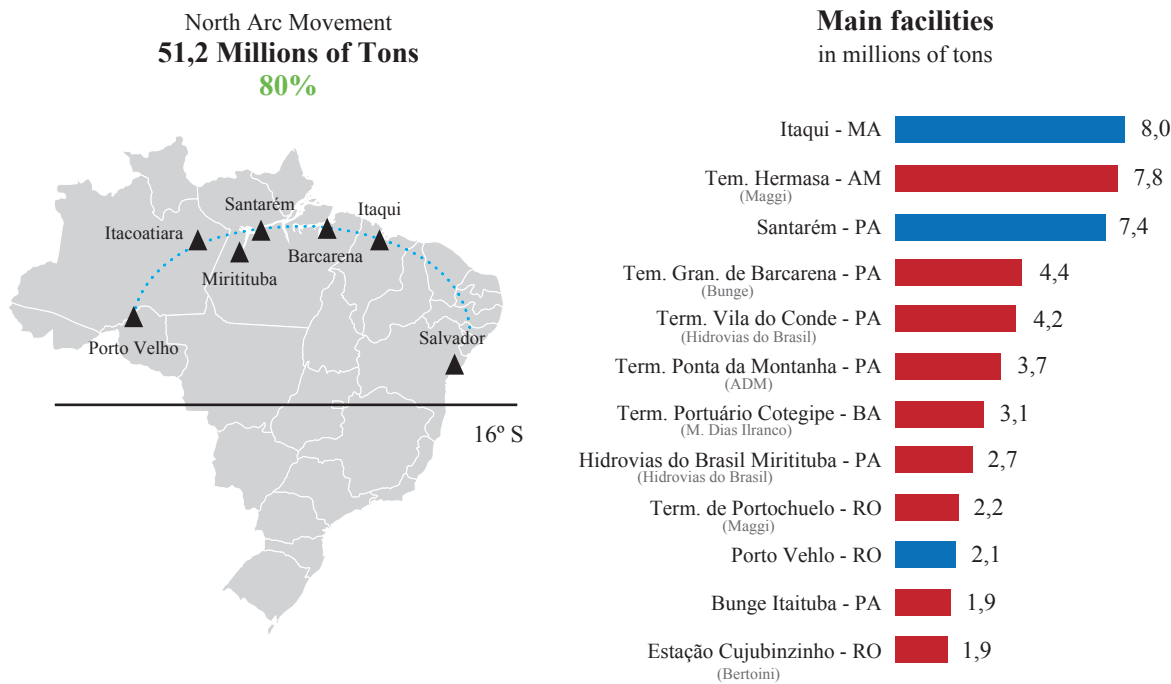 North Arc Movement
51,2 Millions of Tons
80%
Santarém
Itaqui
Itacoatiara
Barcarena
Miritituba
Porto Velho
Salvador
16º S
Main facilities
in millions of tons
Itaqui - MA 8,0
Tem. Hermasa - AM 7,8
(Maggi)
Santarém - PA 7,4
Tem. Gran. de Barcarena - PA 4,4
(Bunge)
Term. Vila do Conde - PA 4,2
(Hidrovias do Brasil)
Term. Ponta da Montanha - PA 3,7
(ADM)
Term. Portuário Cotegipe - BA 3,1
(M. Dias Ilranco)
Hidrovias do Brasil Miritituba - PA 2,7
(Hidrovias do Brasil)
Term. de Portochuelo - RO 2,2
(Maggi)
Porto Vehlo - RO 2,1
Bunge Itaituba - PA 1,9
Estação Cujubinzinho - RO 1,9
(Bertoini)